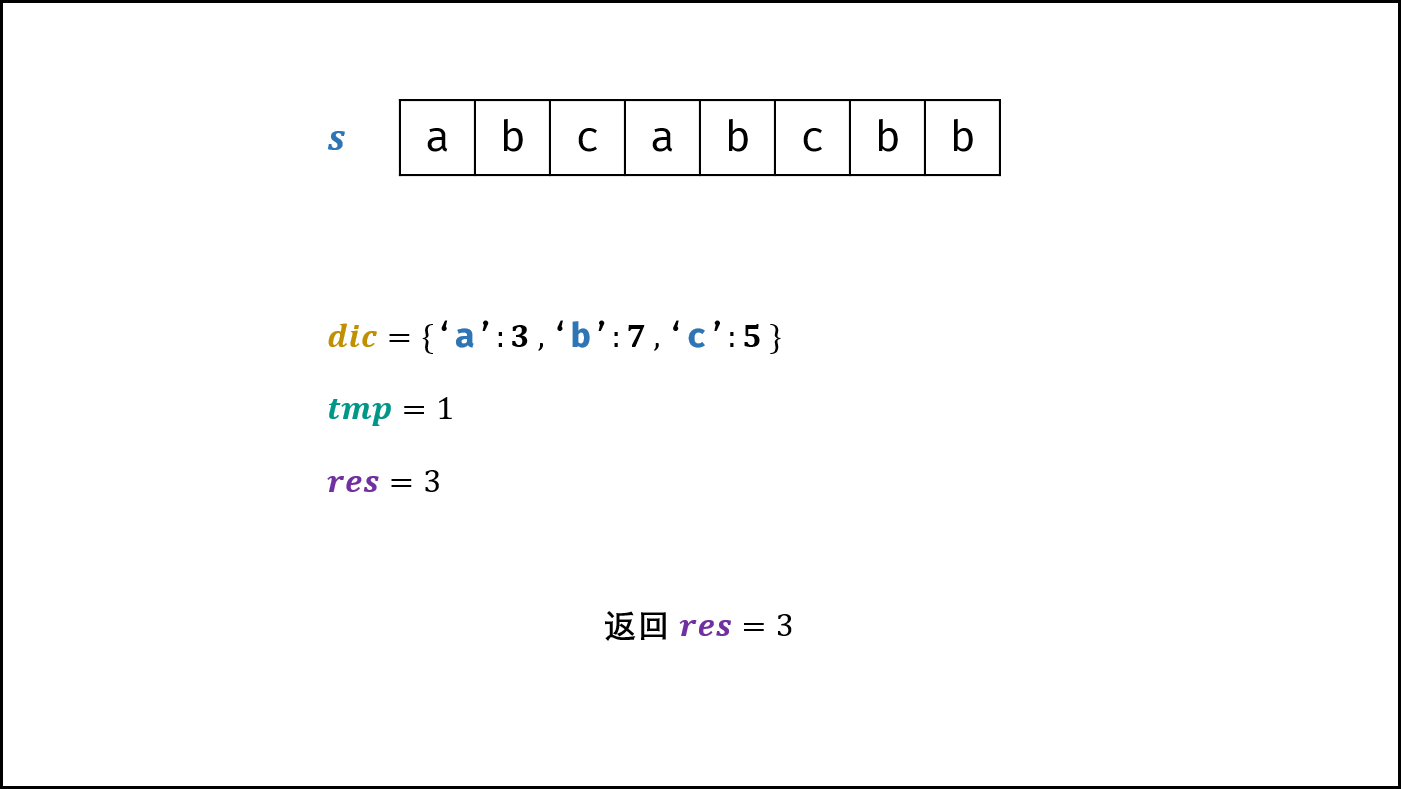 s a b c a b c b b
dic = {‘a’:3,‘b’:7,‘c’:5}
tmp = 1
res = 3
返回 res = 3